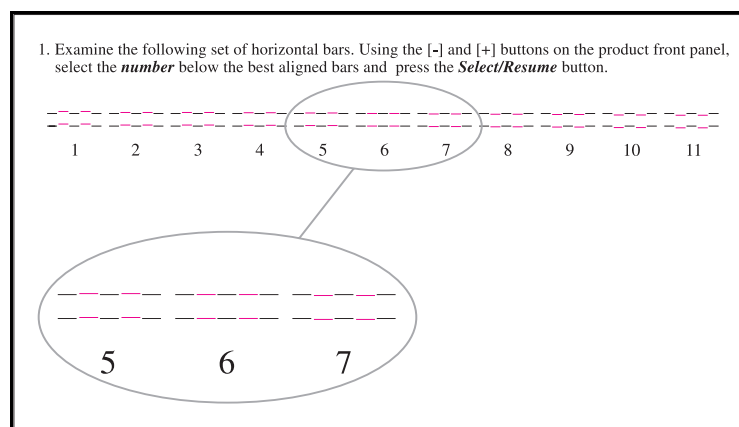 1. Examine the following set of horizontal bars. Using the [-] and [+] buttons on the product front panel,
select the number below the best aligned bars and press the Select/Resume button.
1 2 3 4 5 6 7 8 9 10 11
5 6 7